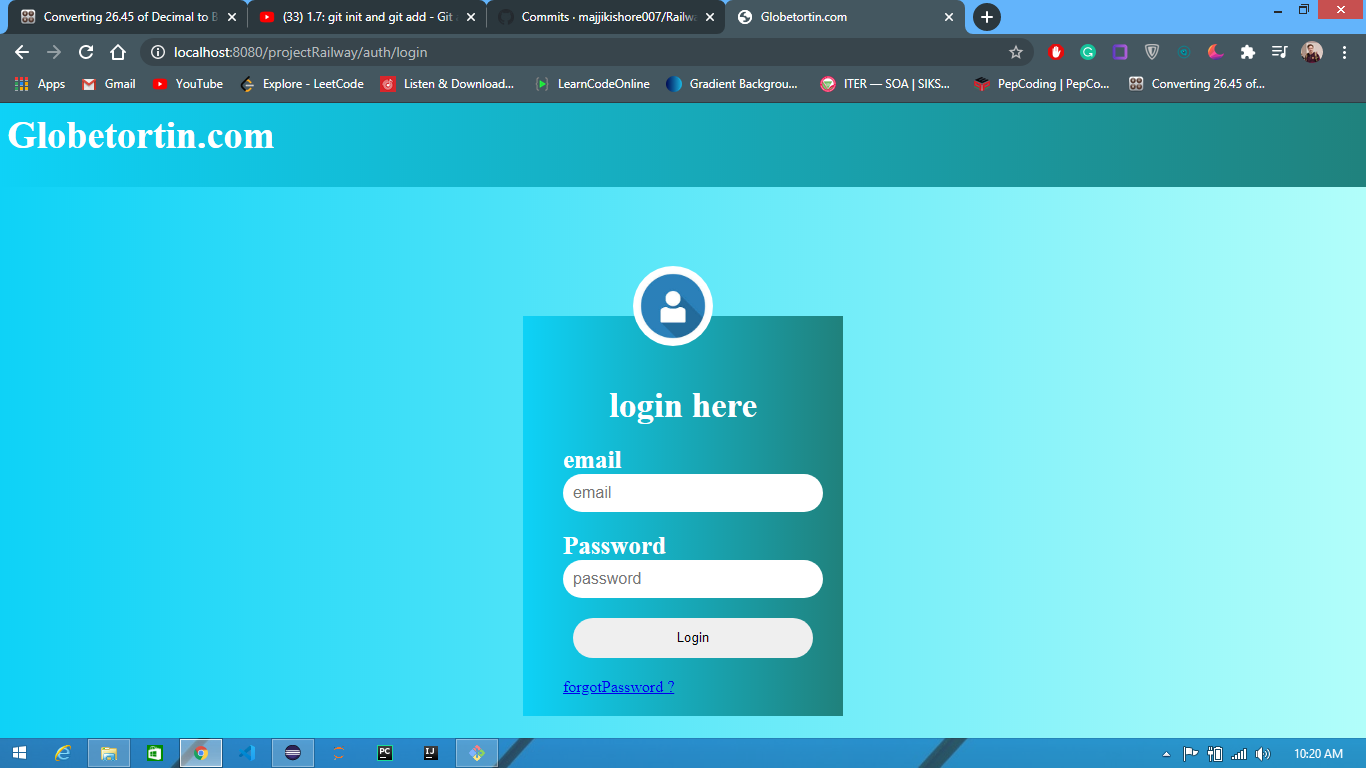 Converting 26.45 of Decimal to B
(33) 1.7: git init and git add - Git
Commits · majjikishore007/Railw
Globetortin.com
localhost:8080/projectRailway/auth/login
Apps
Gmail
YouTube
Explore - LeetCode
Listen & Download...
LearnCodeOnline
Gradient Backgrou...
ITER — SOA | SIKS...
PepCoding | PepCo...
Converting 26.45 of...
Globetortin.com
login here
email
email
Password
password
Login
forgotPassword ?
PC
IJ
10:20 AM